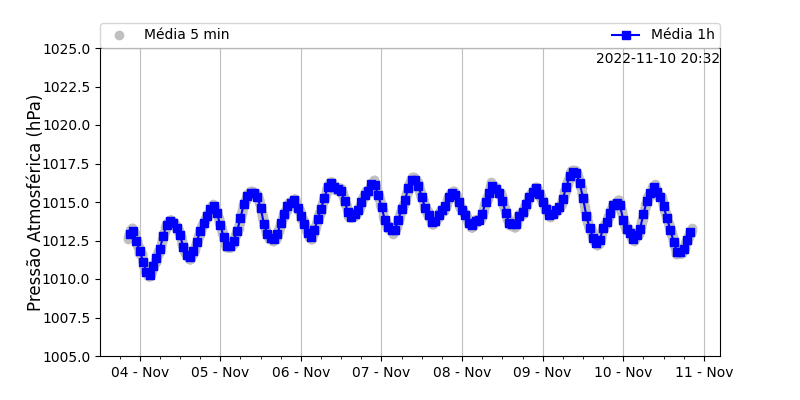 Média 5 min
Média 1h
2022-11-10 20:32
Pressão Atmosférica (hPa)
1025.0
1022.5
1020.0
1017.5
1015.0
1012.5
1010.0
1007.5
1005.0
04 - Nov
05 - Nov
06 - Nov
07 - Nov
08 - Nov
09 - Nov
10 - Nov
11 - Nov